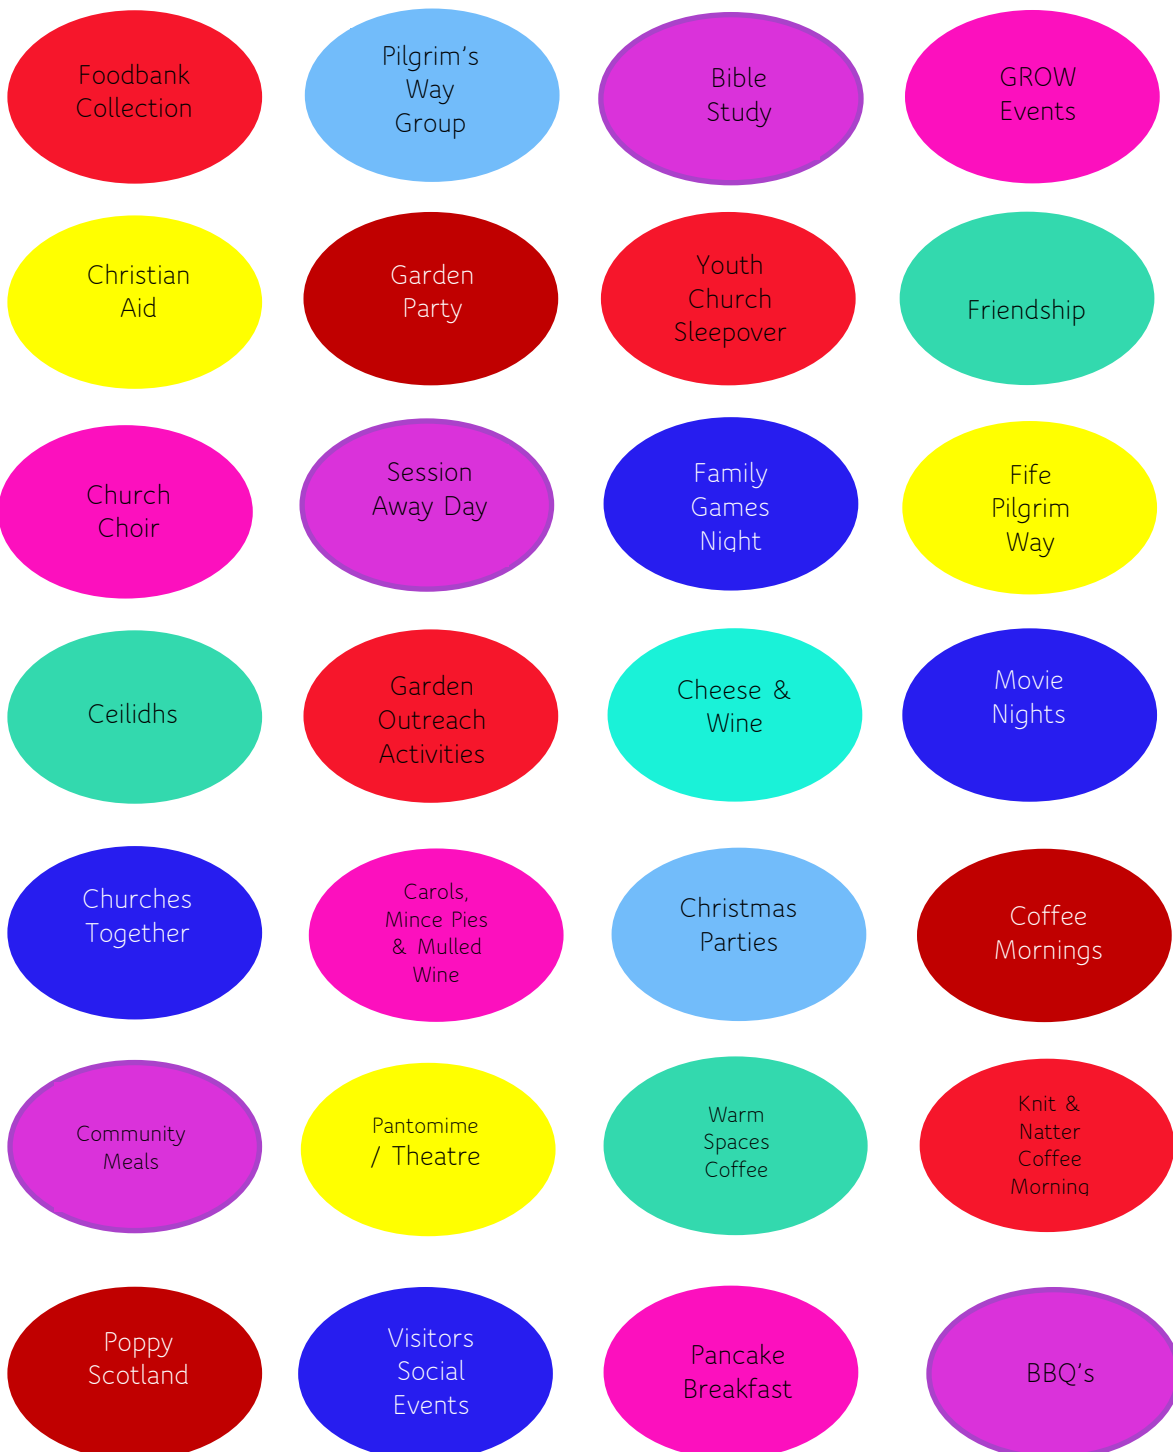 Foodbank
Collection
Pilgrim's
Way
Group
Bible
Study
GROW
Events
Christian
Aid
Garden
Party
Youth
Church
Sleepover
Friendship
Church
Choir
Session
Away Day
Family
Games
Night
Fife
Pilgrim
Way
Ceilidhs
Garden
Outreach
Activities
Cheese &
Wine
Movie
Nights
Churches
Together
Carols,
Mince Pies
& Mulled
Wine
Christmas
Parties
Coffee
Mornings
Community
Meals
Pantomime
/ Theatre
Warm
Spaces
Coffee
Knit &
Natter
Coffee
Morning
Poppy
Scotland
Visitors
Social
Events
Pancake
Breakfast
BBQ's